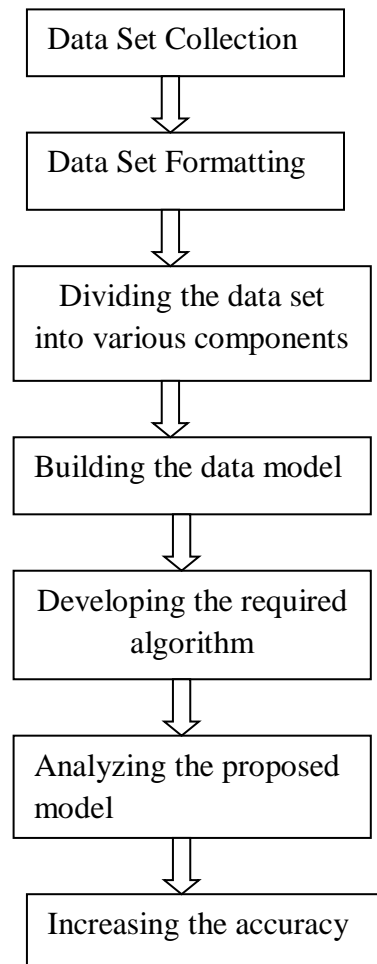 Data Set Collection
Data Set Formatting
Dividing the data set
into various components
Building the data model
Developing the required
algorithm
Analyzing the proposed
model
Increasing the accuracy